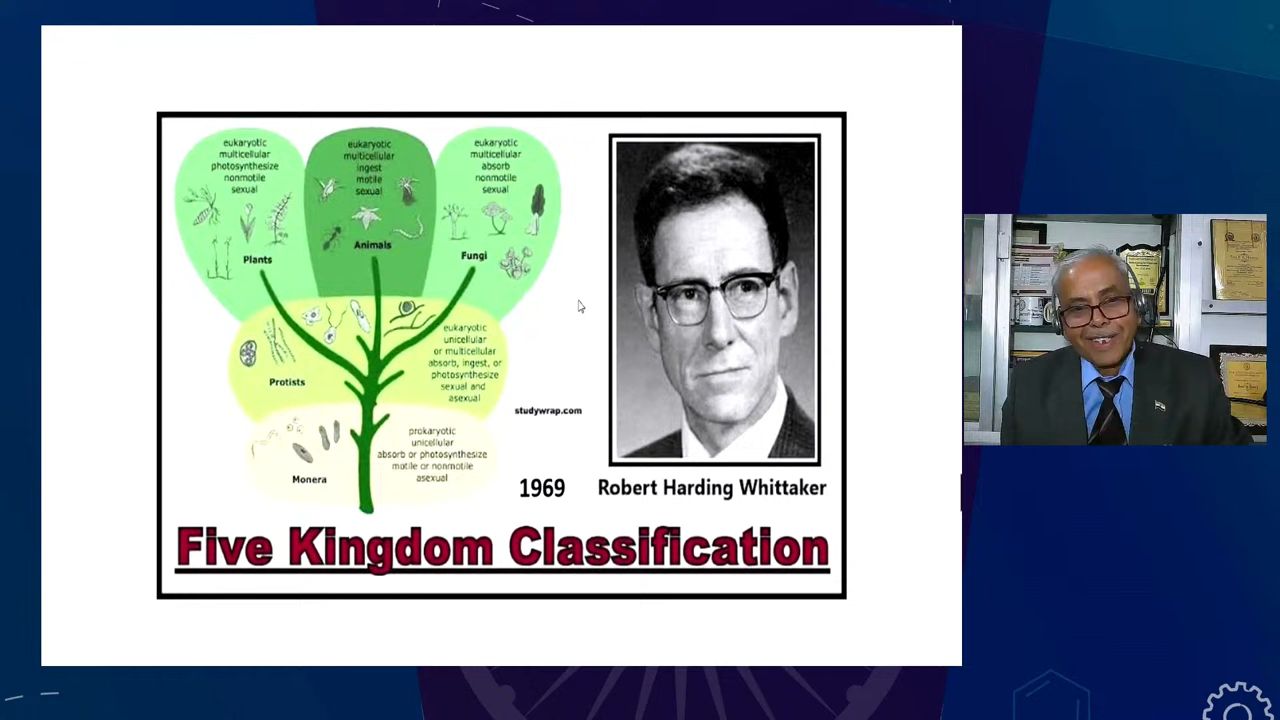 eukaryotic
multicellular
photosynthesize
nonmotile
sexual
Plants
eukaryotic
multicellular
ingest
motile
sexual
Animals
eukaryotic
multicellular
absorb
nonmotile
sexual
Fungi
Protists
eukaryotic
unicellular
or multicellular
absorb, ingest, or
photosynthesize
sexual and
asexual
Monera
prokaryotic
unicellular
absorb or photosynthesize
motile or nonmotile
asexual
studywrap.com
1969
Robert Harding Whittaker
Five Kingdom Classification